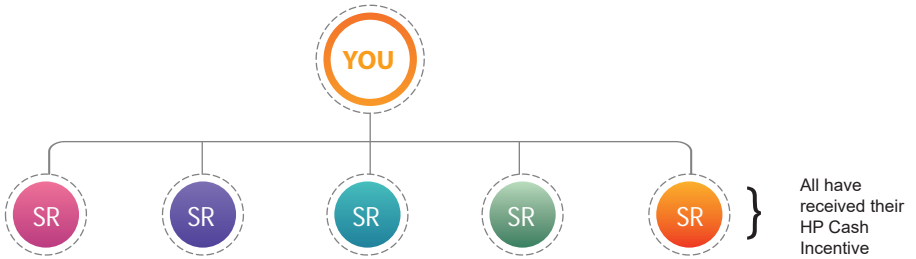 YOU
SR SR SR SR SR
All have
received their
HP Cash
Incentive